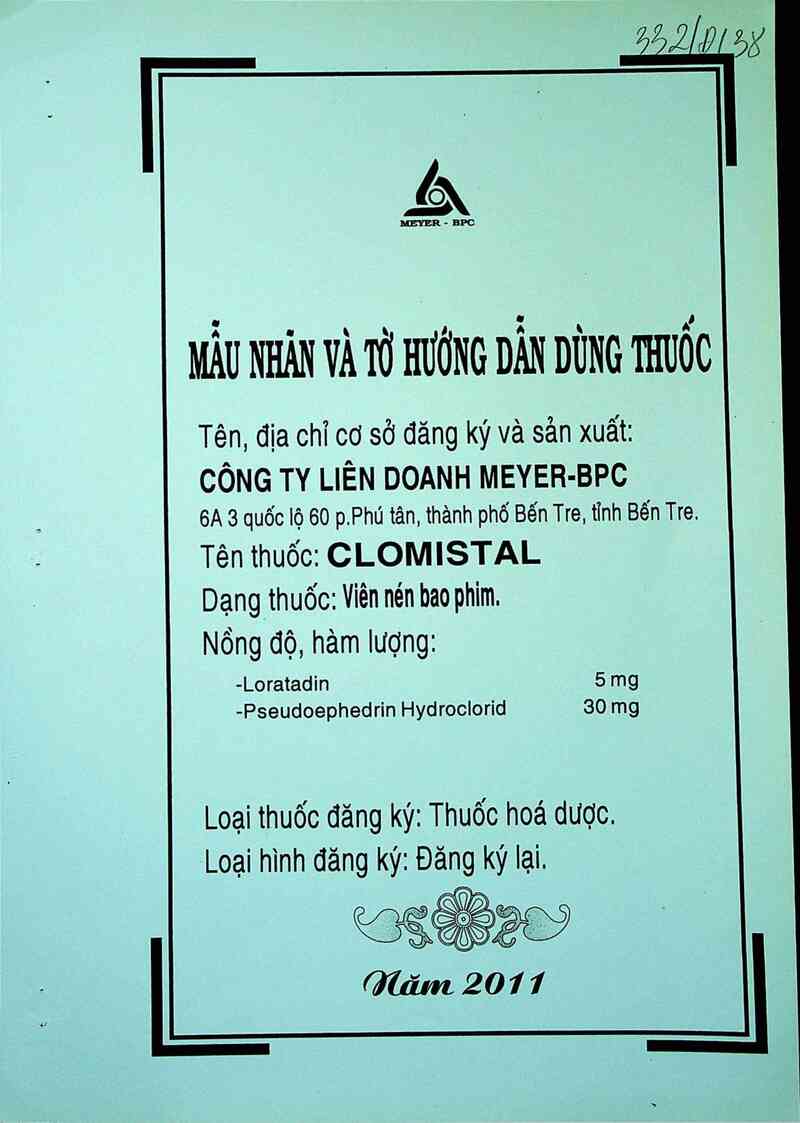 332/Đ138
MEYER - BPC
MẪU NHÃN VÀ TỜ HƯỚNG DẪN DÙNG THUỐC
Tên, địa chỉ cơ sở đăng ký và sản xuất:
CÔNG TY LIÊN DOANH MEYER-BPC
6A 3 quốc lộ 60 p.Phú tân, thành phố Bến Tre, tỉnh Bến Tre.
Tên thuốc: CLOMISTAL
Dạng thuốc: Viên nén bao phim.
Nồng độ, hàm lượng:
-Loratadin 5 mg
-Pseudoephedrin Hydroclorid 30 mg
Loại thuốc đăng ký: Thuốc hoá dược.
Loại hình đăng ký: Đăng ký lại.
Năm 2011